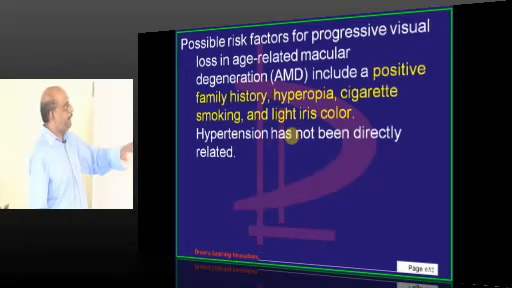 Possible risk factors for progressive visual
loss in age-related macular
degeneration (AMD) include a positive
family history, hyperopia, cigarette
smoking, and light iris color.
Hypertension has not been directly
related.
Page 652